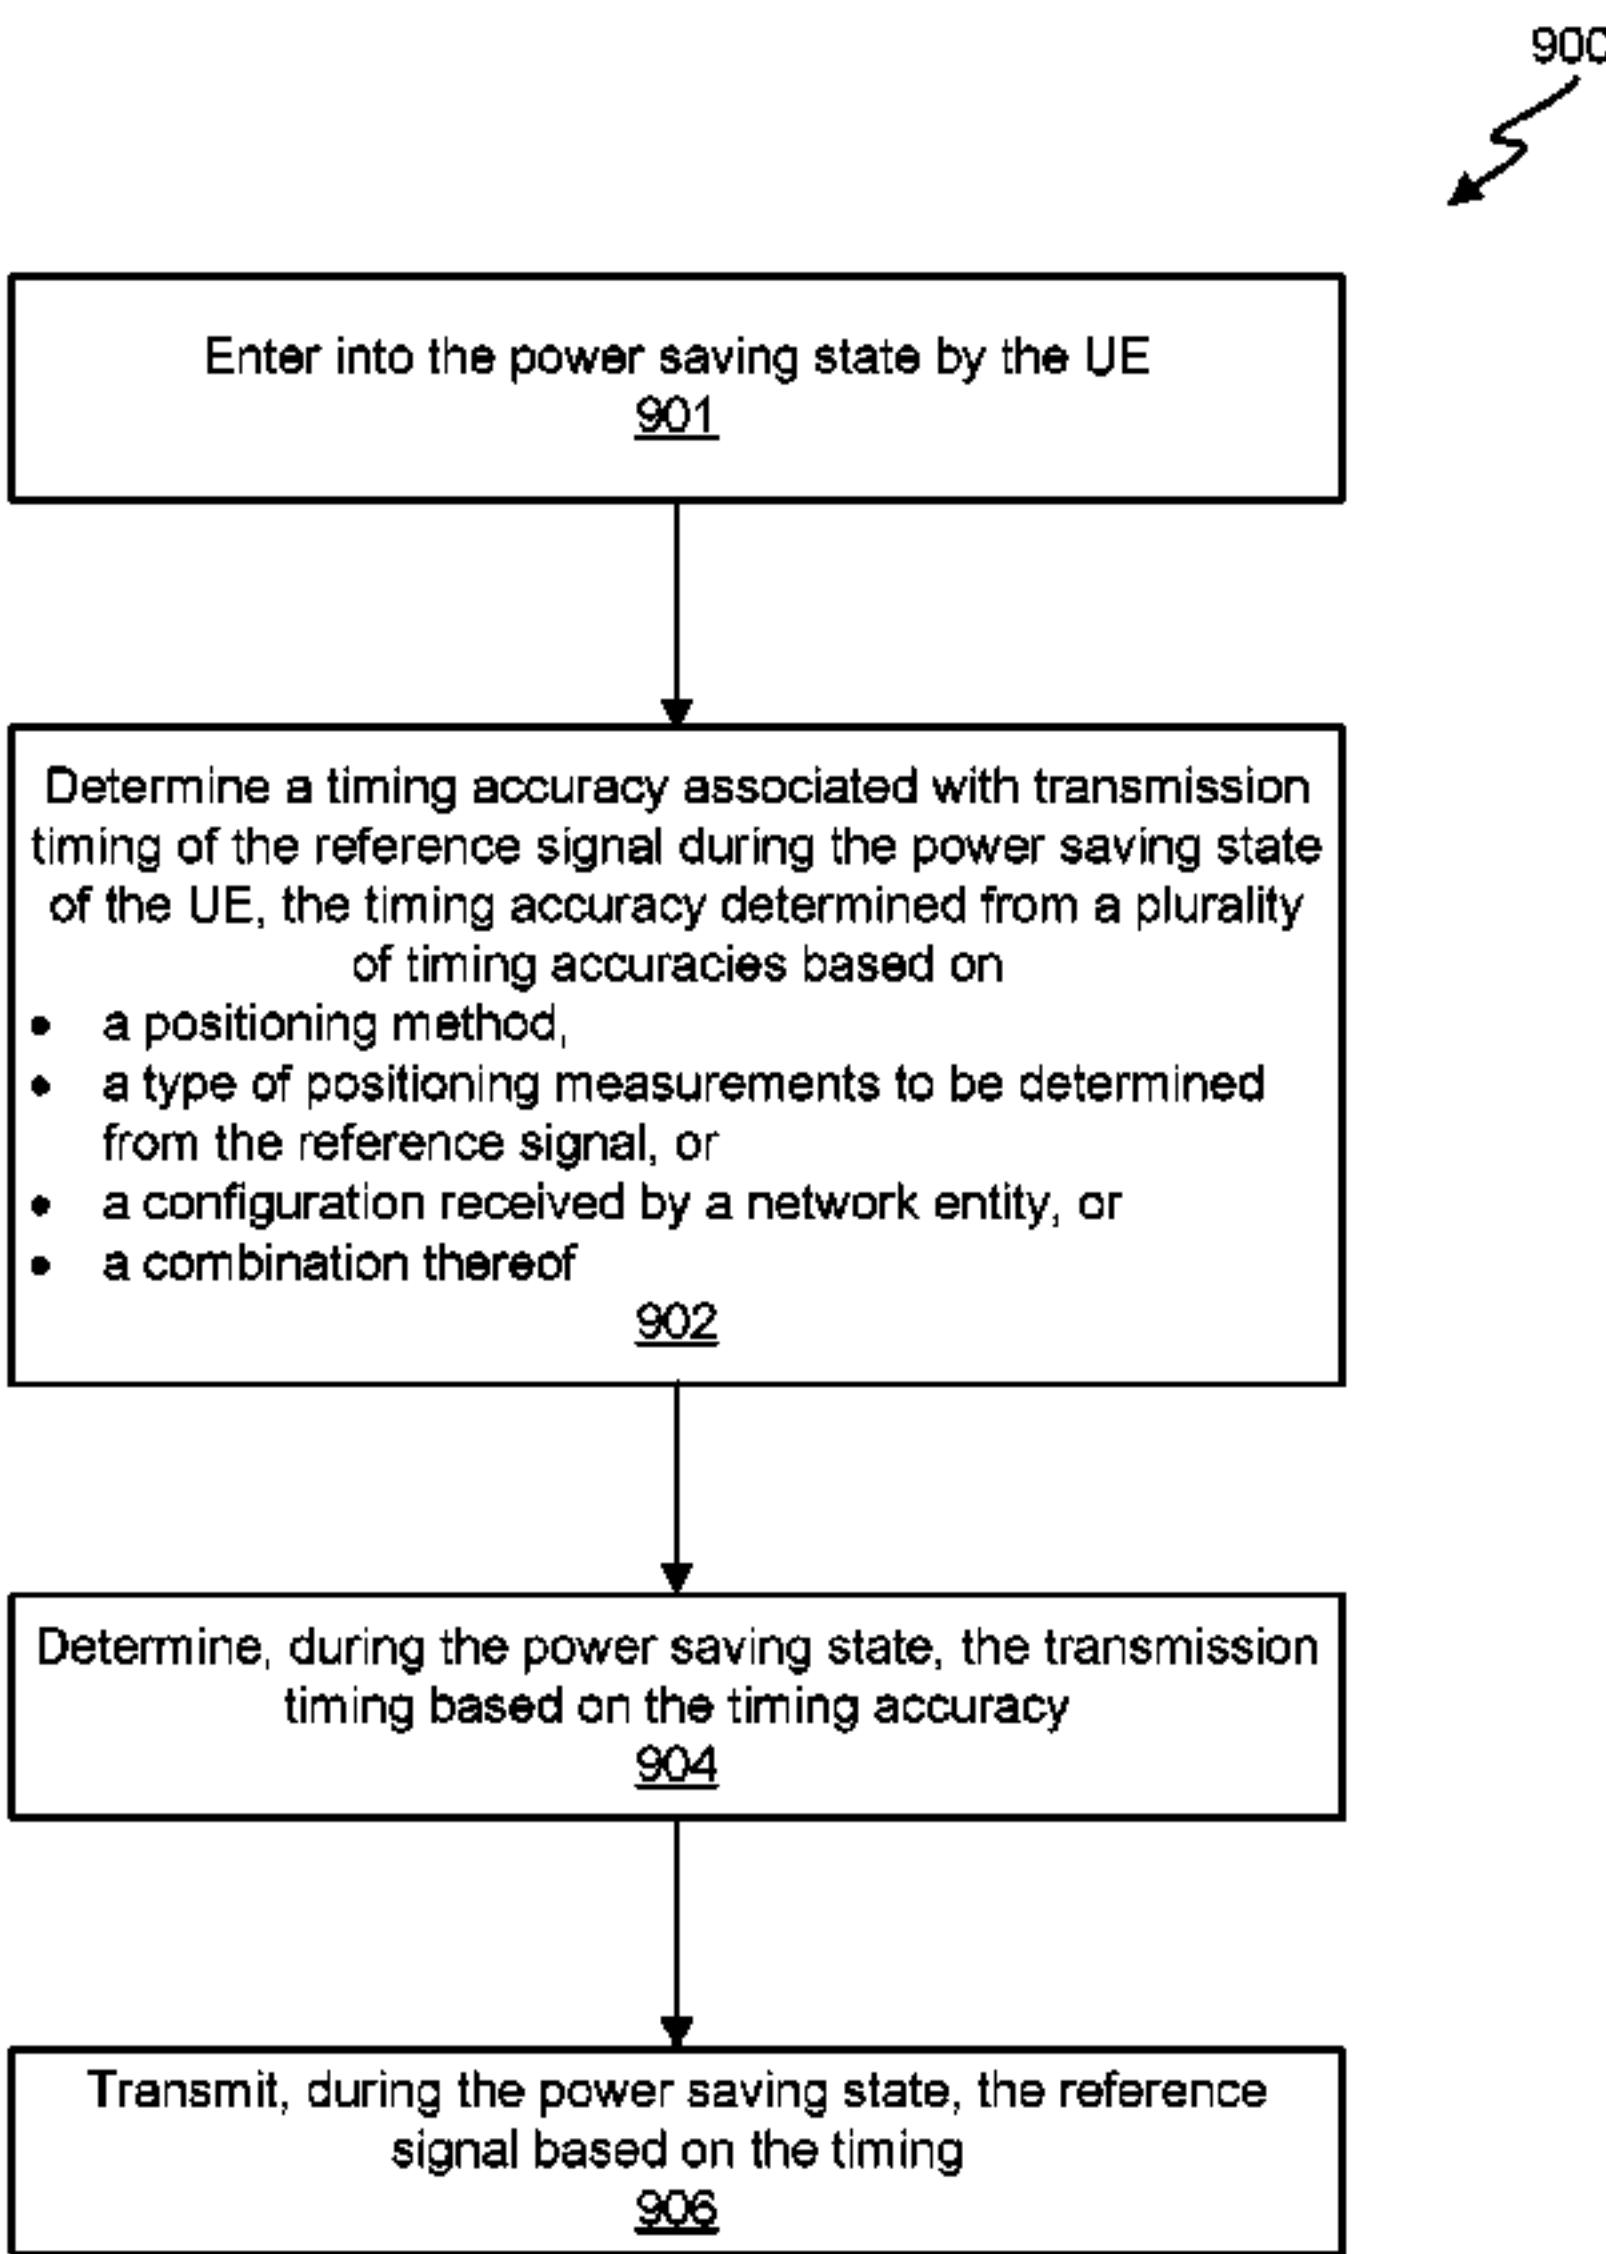 900
Enter into the power saving state by the UE
901
Determine a timing accuracy associated with transmission
timing of the reference signal during the power saving state
of the UE, the timing accuracy determined from a plurality
of timing accuracies based on
• a positioning method,
• a type of positioning measurements to be determined
from the reference signal, or
• a configuration received by a network entity, or
• a combination thereof
902
Determine, during the power saving state, the transmission
timing based on the timing accuracy
904
Transmit, during the power saving state, the reference
signal based on the timing
906